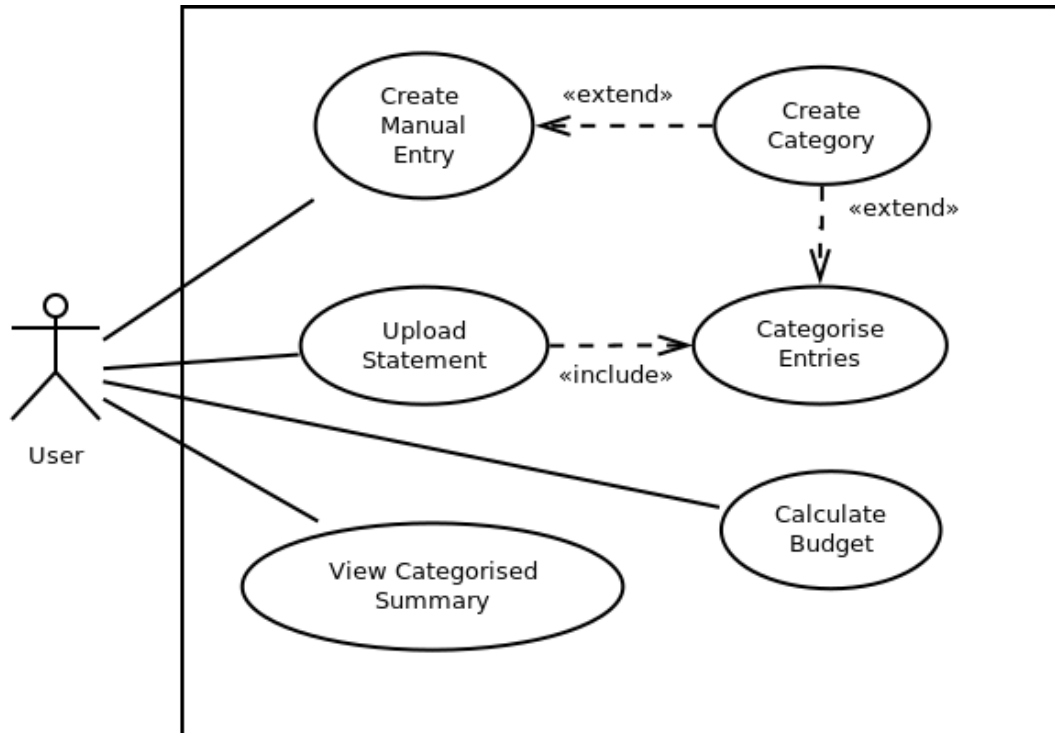 Create
Manual
Entry
«extend»
Create
Category
«extend»
Upload
Statement
«include»
Categorise
Entries
User
Calculate
Budget
View Categorised
Summary